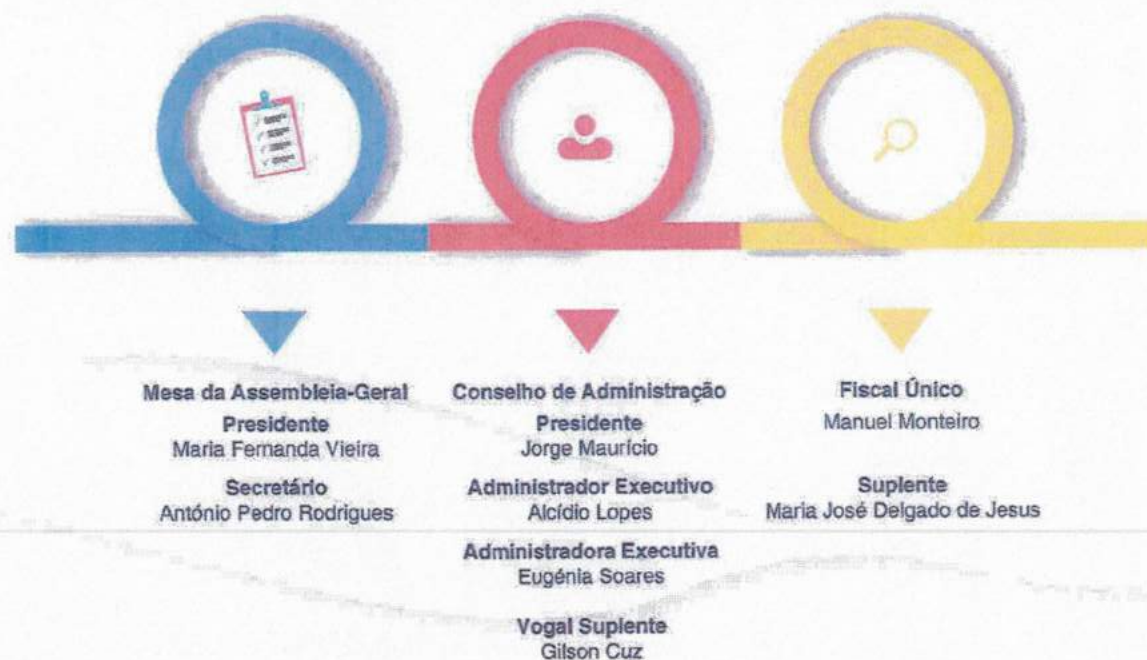 Mesa da Assembleia-Geral
Presidente
Maria Fernanda Vieira
Secretário
António Pedro Rodrigues
Conselho de Administração
Presidente
Jorge Maurício
Administrador Executivo
Alcídio Lopes
Administradora Executiva
Eugénia Soares
Vogal Suplente
Gilson Cuz
Fiscal Único
Manuel Monteiro
Suplente
Maria José Delgado de Jesus